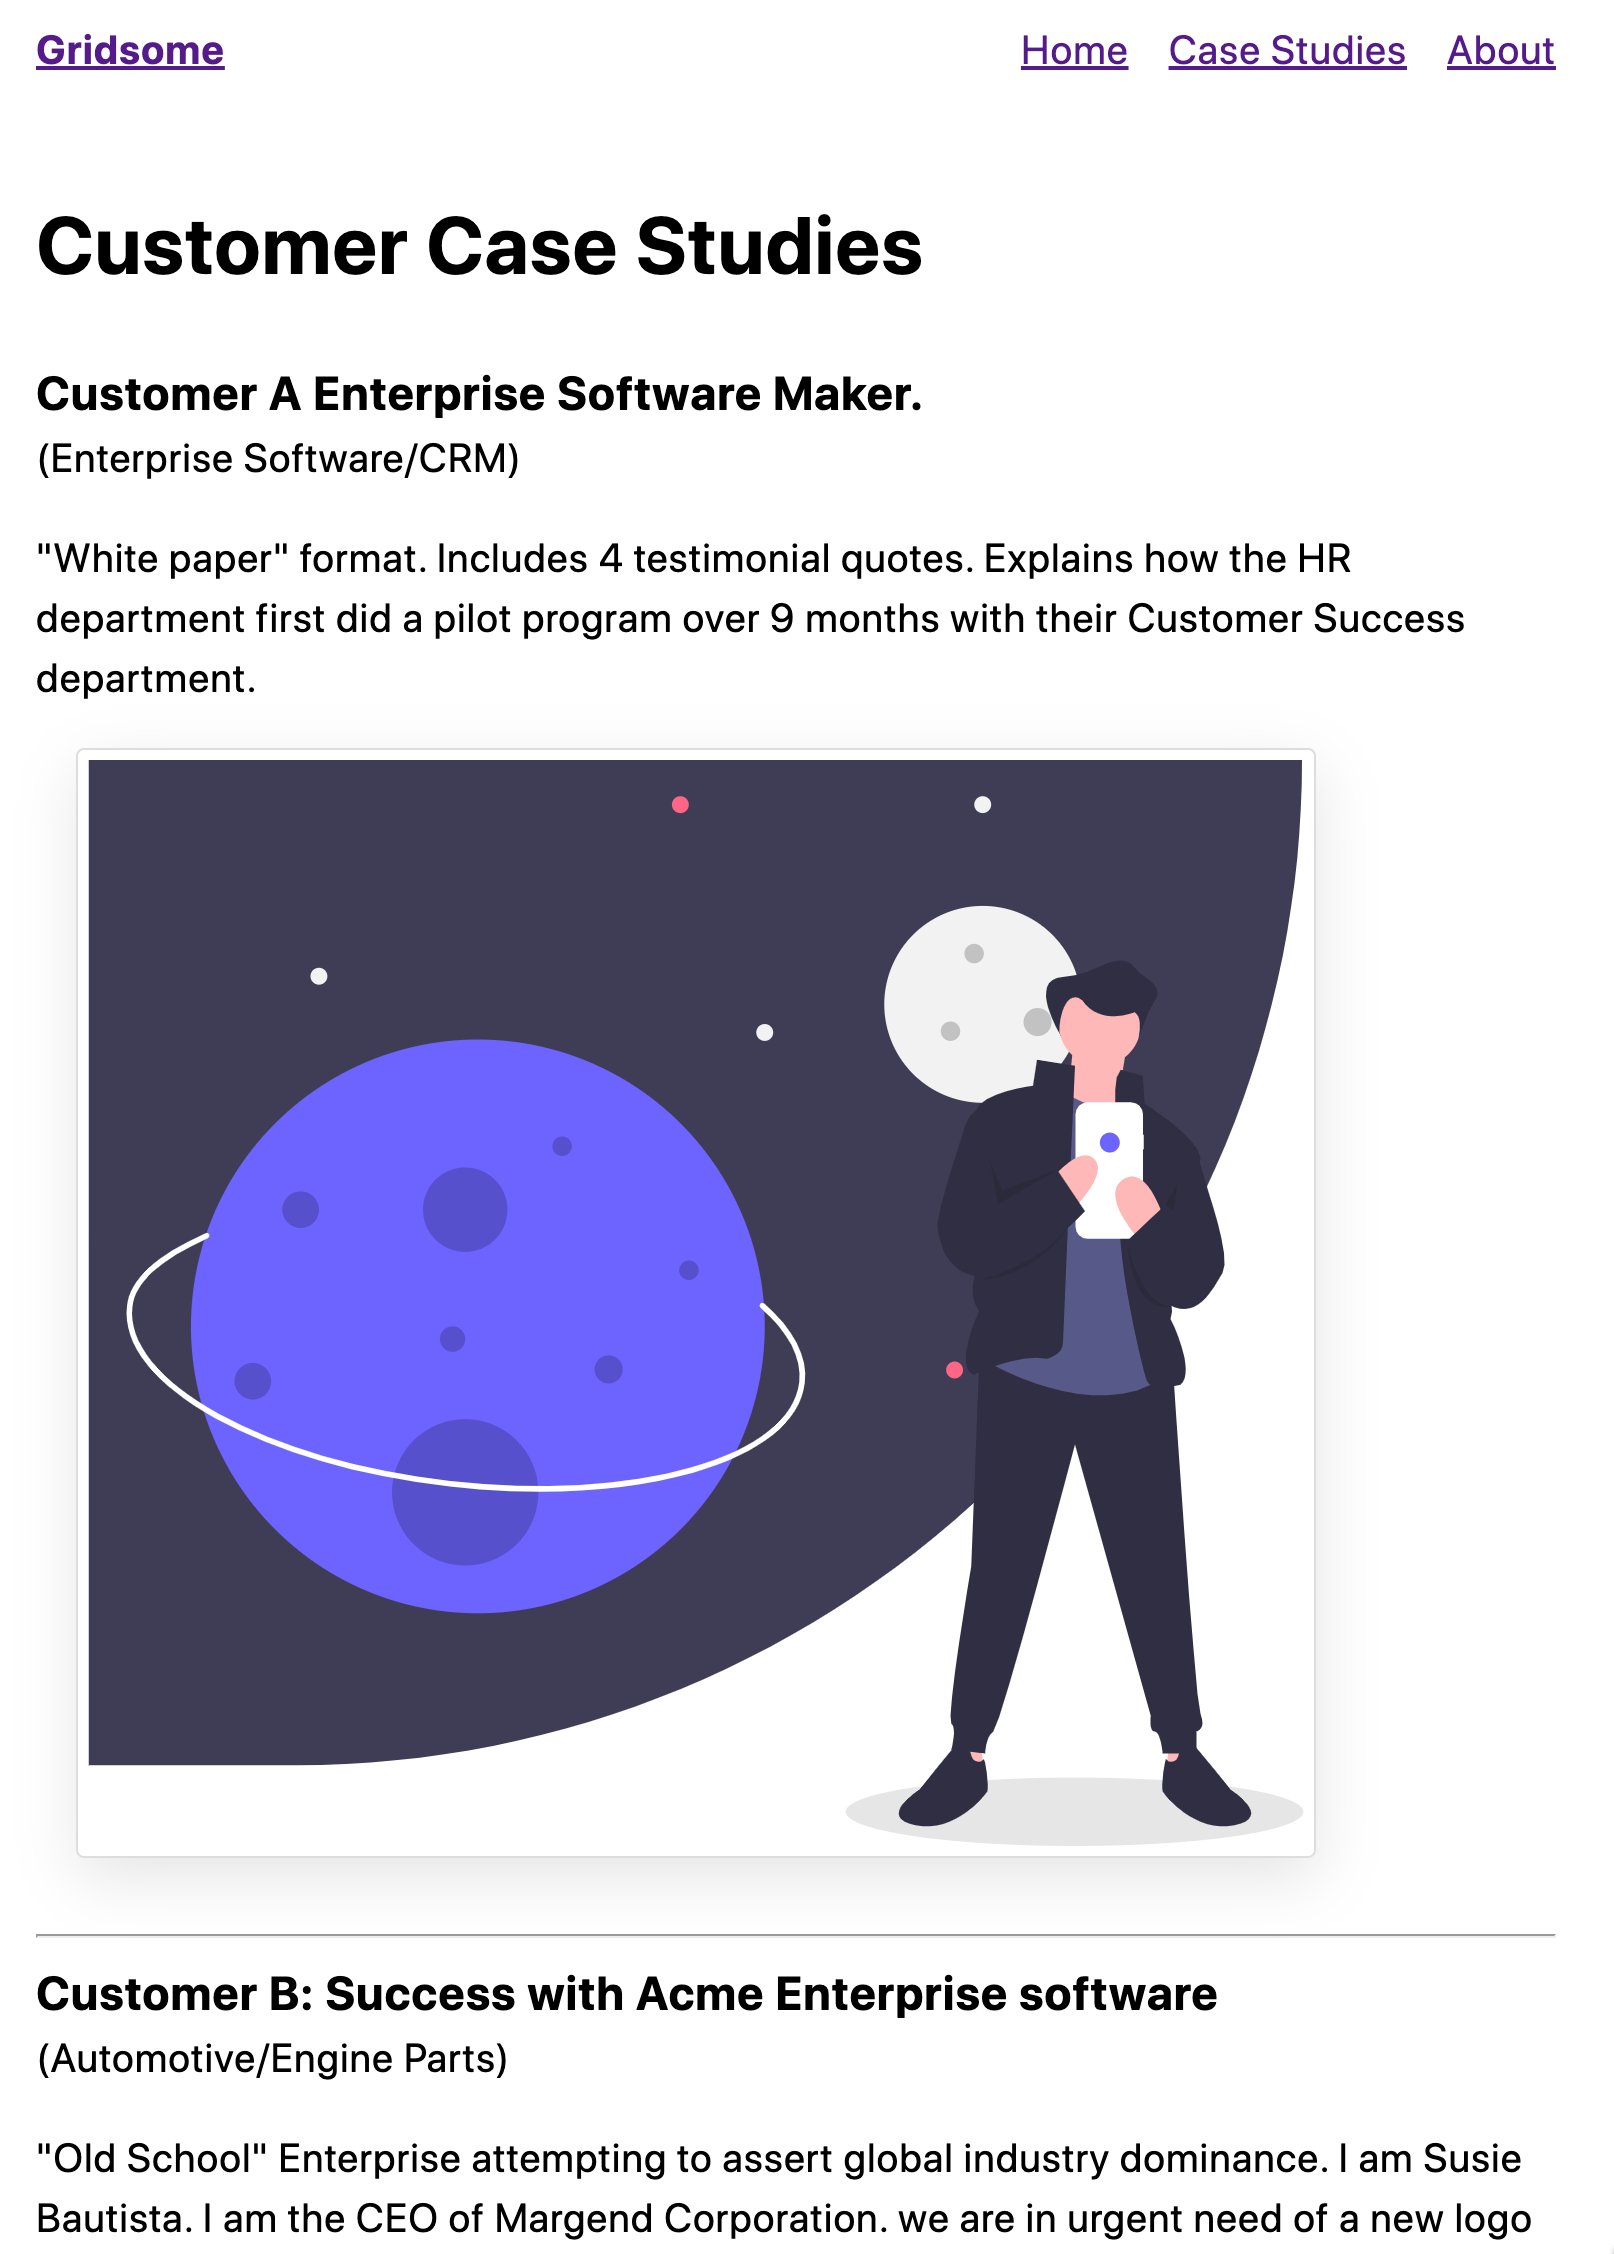 Gridsome Home Case Studies About
Customer Case Studies
Customer A Enterprise Software Maker.
(Enterprise Software/CRM)
"White paper" format. Includes 4 testimonial quotes. Explains how the HR
department first did a pilot program over 9 months with their Customer Success
department.
Customer B: Success with Acme Enterprise software
(Automotive/Engine Parts)
"Old School" Enterprise attempting to assert global industry dominance. I am Susie
Bautista. I am the CEO of Margend Corporation. we are in urgent need of a new logo